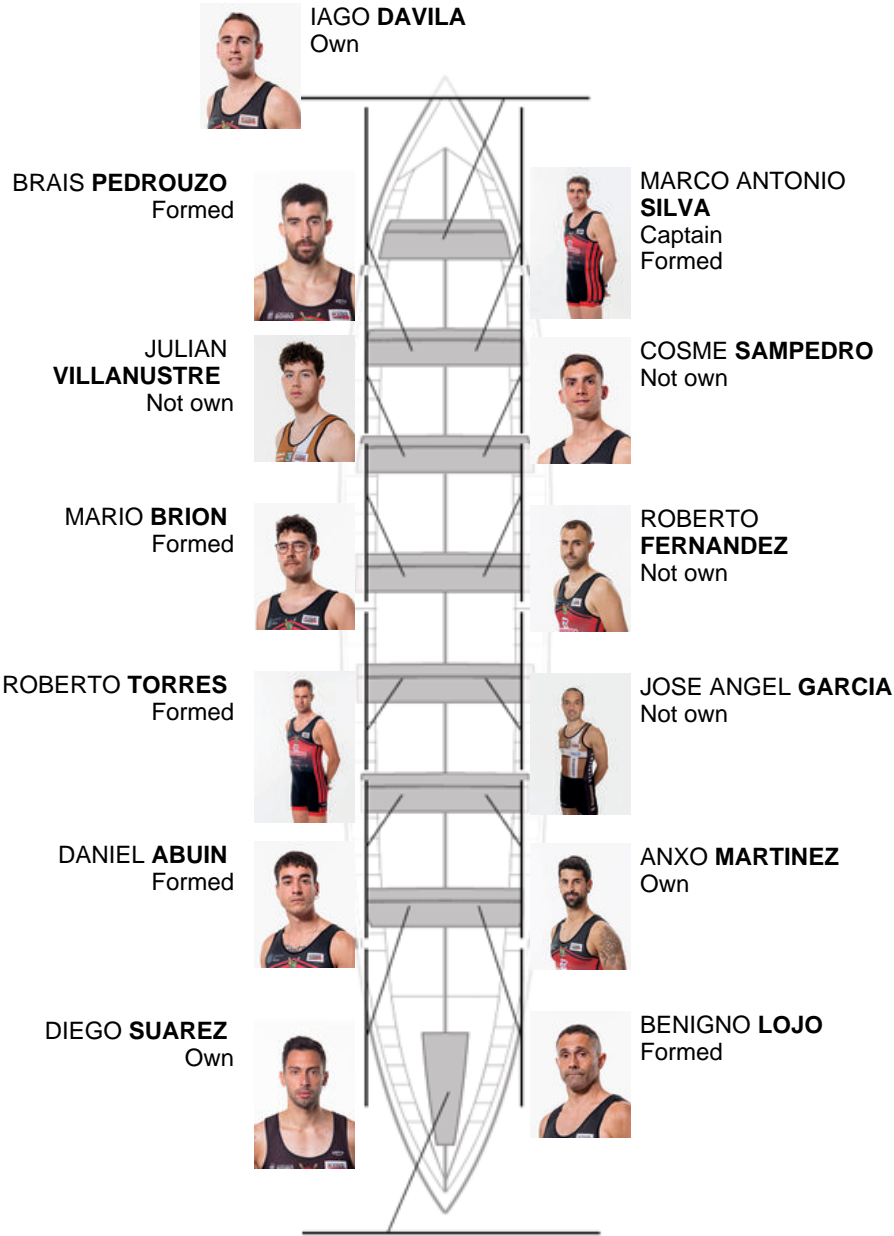 IAGO DAVILA
Own
BRAIS PEDROUZO
Formed
MARCO ANTONIO
SILVA
Captain
Formed
JULIAN
VILLANUSTRE
Not own
COSME SAMPEDRO
Not own
MARIO BRION
Formed
ROBERTO
FERNANDEZ
Not own
ROBERTO TORRES
Formed
JOSE ANGEL GARCIA
Not own
DANIEL ABUIN
Formed
ANXO MARTINEZ
Own
DIEGO SUAREZ
Own
BENIGNO LOJO
Formed